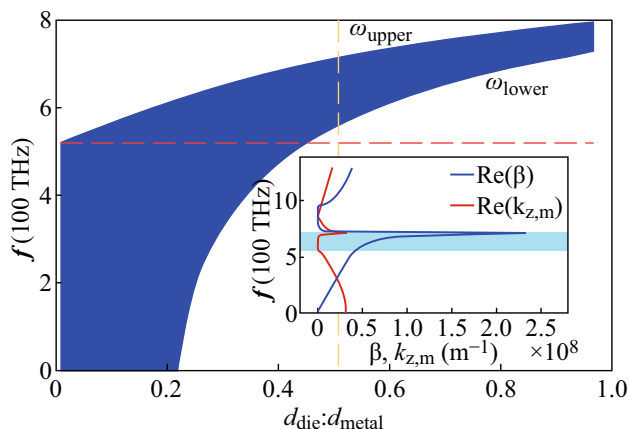 8
6
4
2
0
f (100 THz)
ω_upper
ω_lower
Re(β)
Re(k_z,m)
10
5
0
f (100 THz)
0 0.5 1.0 1.5 2.0 2.5
β, k_z,m (m⁻¹) ×10⁸
0 0.2 0.4 0.6 0.8 1.0
d_die:d_metal